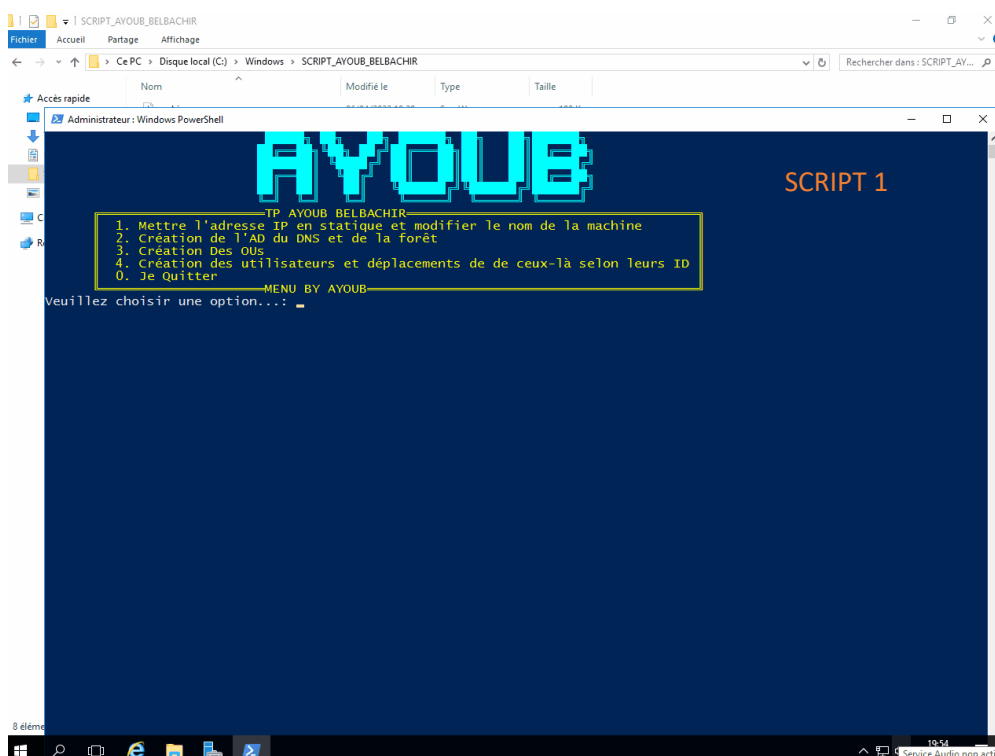 SCRIPT_AYOUB_BELBACHIR
Fichier Accueil Partage Affichage
Ce PC > Disque local (C:) > Windows > SCRIPT_AYOUB_BELBACHIR
Rechercher dans : SCRIPT_AY...
Nom Modifié le Type Taille
Accès rapide
Administrateur : Windows PowerShell
AYOUB
SCRIPT 1
TP AYOUB BELBACHIR
1. Mettre l'adresse IP en statique et modifier le nom de la machine
2. Création de l'AD du DNS et de la forêt
3. Création Des OUs
4. Création des utilisateurs et déplacements de de ceux-là selon leurs ID
0. Je Quitter
MENU BY AYOUB
Veuillez choisir une option...: _
8 éléme
19:54
Service Audio non acti